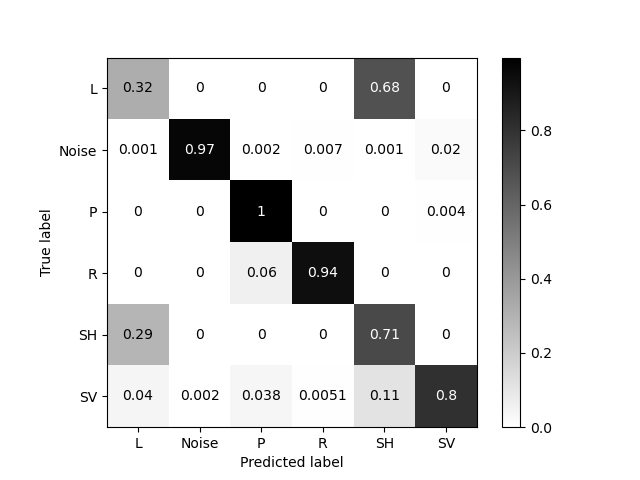 L 0.32 0 0 0 0.68 0
Noise 0.001 0.97 0.002 0.007 0.001 0.02
P 0 0 1 0 0 0.004
R 0 0 0.06 0.94 0 0
SH 0.29 0 0 0 0.71 0
SV 0.04 0.002 0.038 0.0051 0.11 0.8
L Noise P R SH SV
Predicted label
True label
0.8
0.6
0.4
0.2
0.0